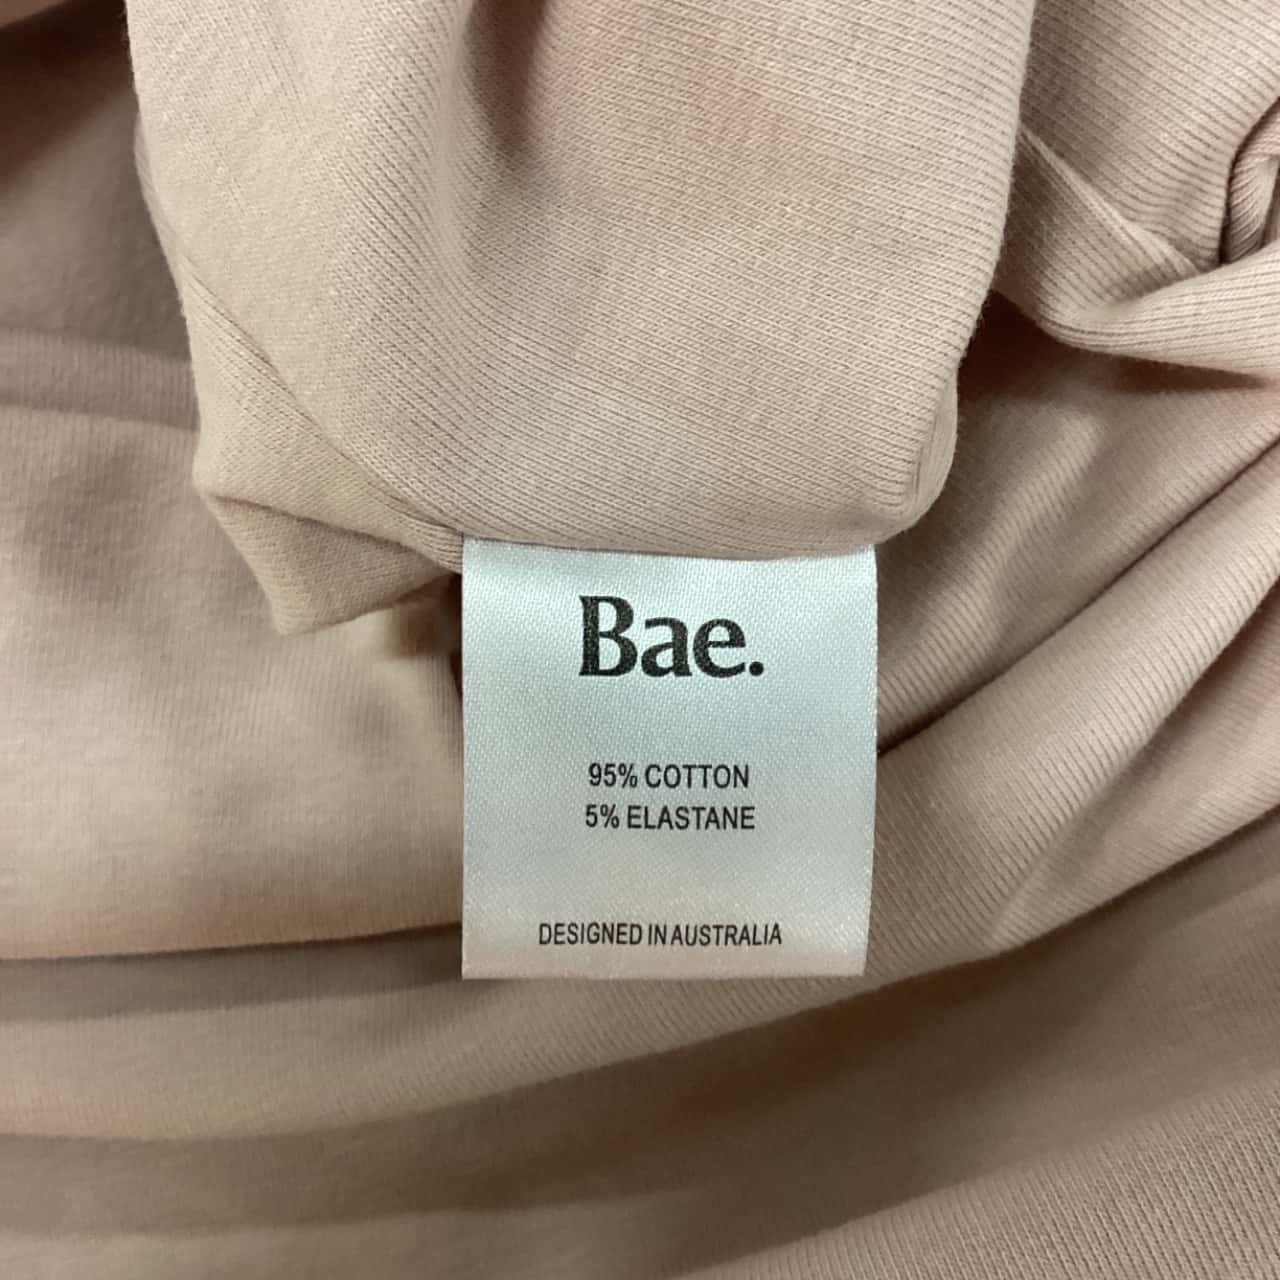 Bae.
95% COTTON
5% ELASTANE
DESIGNED IN AUSTRALIA